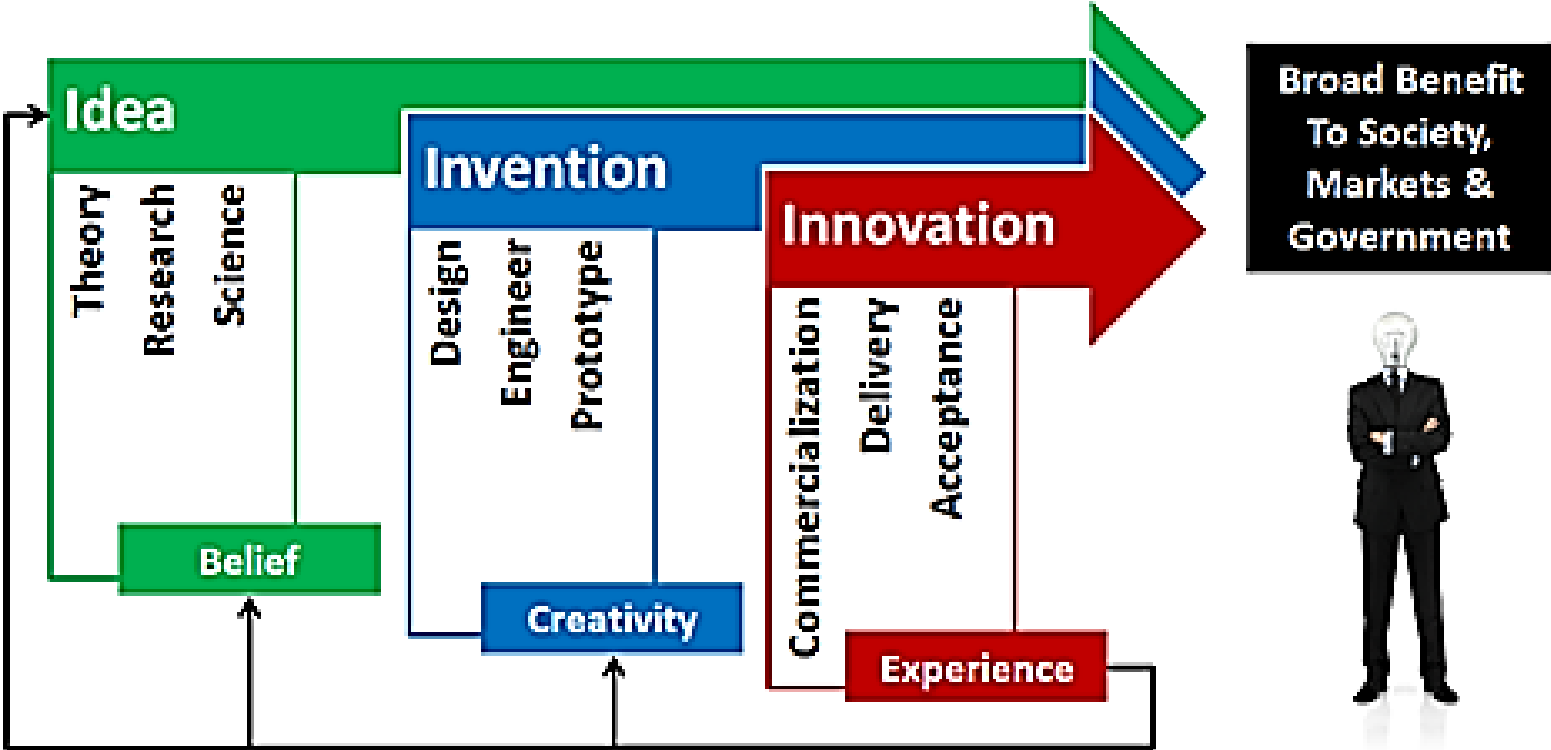 Idea
Theory
Research
Science
Belief
Invention
Design
Engineer
Prototype
Creativity
Innovation
Commercialization
Delivery
Acceptance
Experience
Broad Benefit
To Society,
Markets &
Government